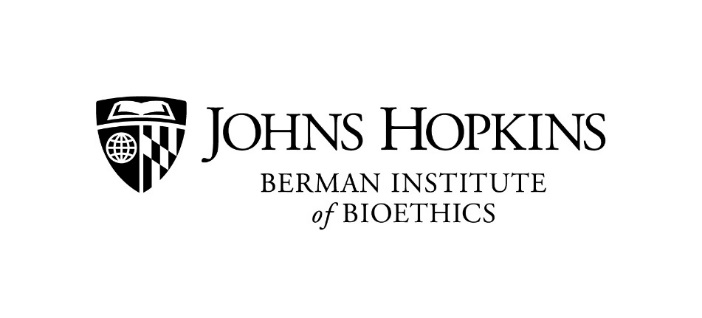 JOHNS HOPKINS
BERMAN INSTITUTE
of BIOETHICS